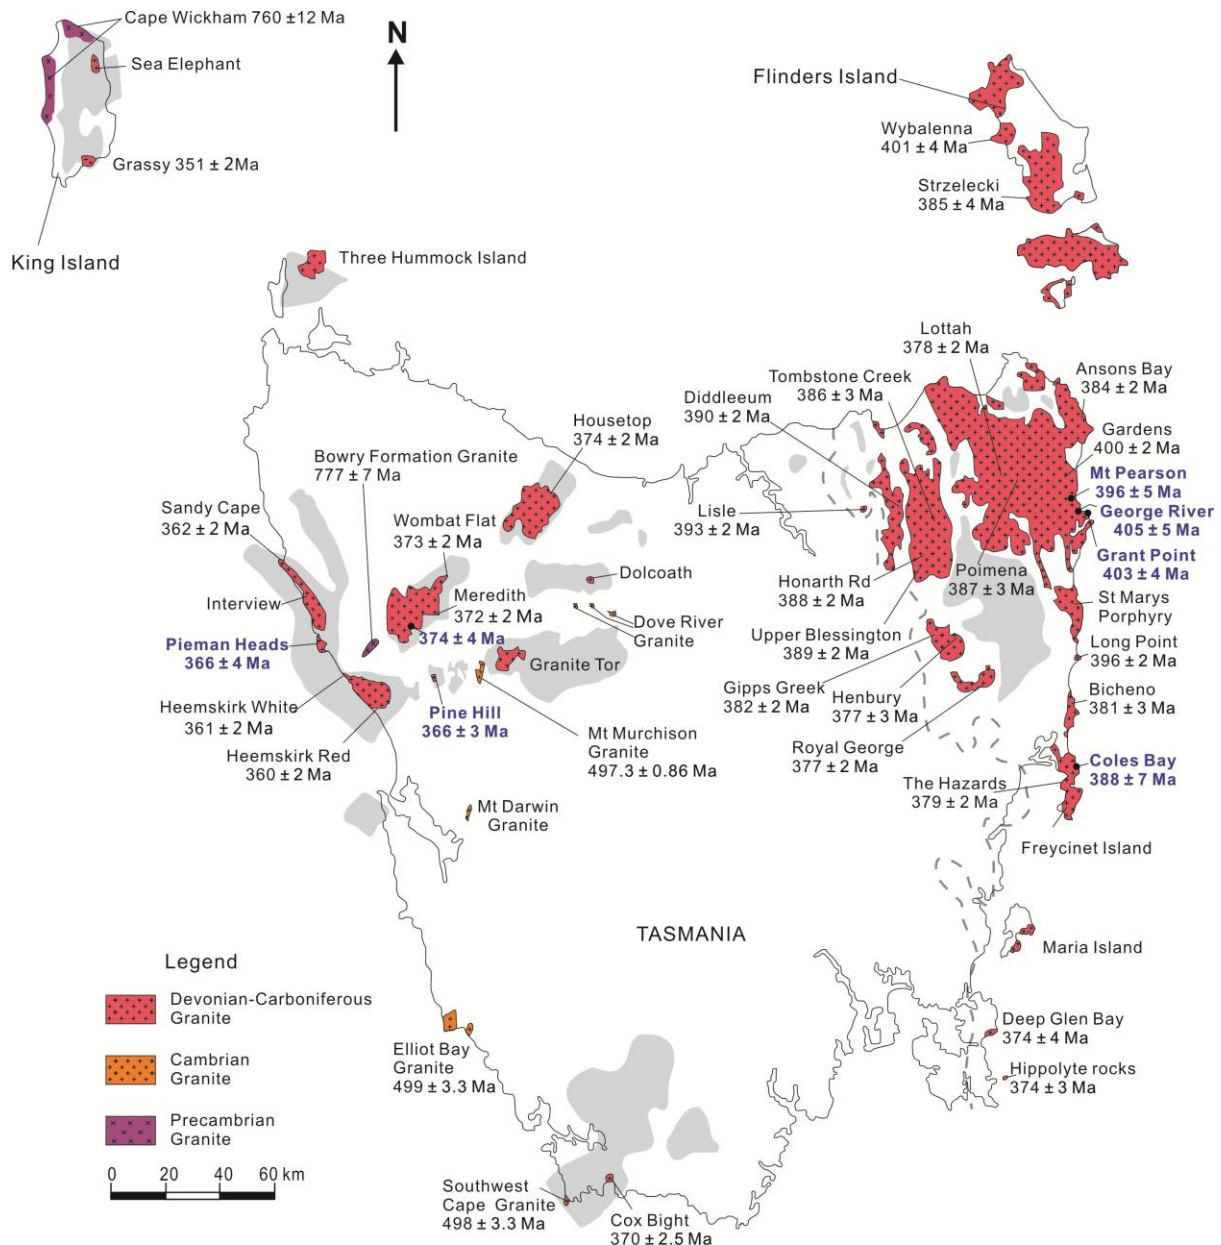 Cape Wickham 760 ±12 Ma
Sea Elephant
Grassy 351 ± 2Ma
King Island
N
Flinders Island
Wybalenna
401 ± 4 Ma
Strzelecki
385 ± 4 Ma
Three Hummock Island
Lottah
378 ± 2 Ma
Ansons Bay
384 ± 2 Ma
Tombstone Creek
386 ± 3 Ma
Diddleeum
390 ± 2 Ma
Gardens
400 ± 2 Ma
Mt Pearson
396 ± 5 Ma
George River
405 ± 5 Ma
Grant Point
403 ± 4 Ma
St Marys
Porphyry
Long Point
396 ± 2 Ma
Bicheno
381 ± 3 Ma
Coles Bay
388 ± 7 Ma
Housetop
374 ± 2 Ma
Bowry Formation Granite
777 ± 7 Ma
Sandy Cape
362 ± 2 Ma
Wombat Flat
373 ± 2 Ma
Lisle
393 ± 2 Ma
Dolcoath
Honarth Rd
388 ± 2 Ma
Poimena
387 ± 3 Ma
Interview
Meredith
372 ± 2 Ma
374 ± 4 Ma
Dove River
Granite
Pieman Heads
366 ± 4 Ma
Upper Blessington
389 ± 2 Ma
Granite Tor
Gipps Greek
382 ± 2 Ma
Henbury
377 ± 3 Ma
Heemskirk White
361 ± 2 Ma
Pine Hill
366 ± 3 Ma
Heemskirk Red
360 ± 2 Ma
Mt Murchison
Granite
497.3 ± 0.86 Ma
Royal George
377 ± 2 Ma
The Hazards
379 ± 2 Ma
Mt Darwin
Granite
Freycinet Island
TASMANIA
Maria Island
Legend
Devonian-Carboniferous
Granite
Cambrian
Granite
Precambrian
Granite
0 20 40 60 km
Elliot Bay
Granite
499 ± 3.3 Ma
Deep Glen Bay
374 ± 4 Ma
Hippolyte rocks
374 ± 3 Ma
Southwest
Cape Granite
498 ± 3.3 Ma
Cox Bight
370 ± 2.5 Ma